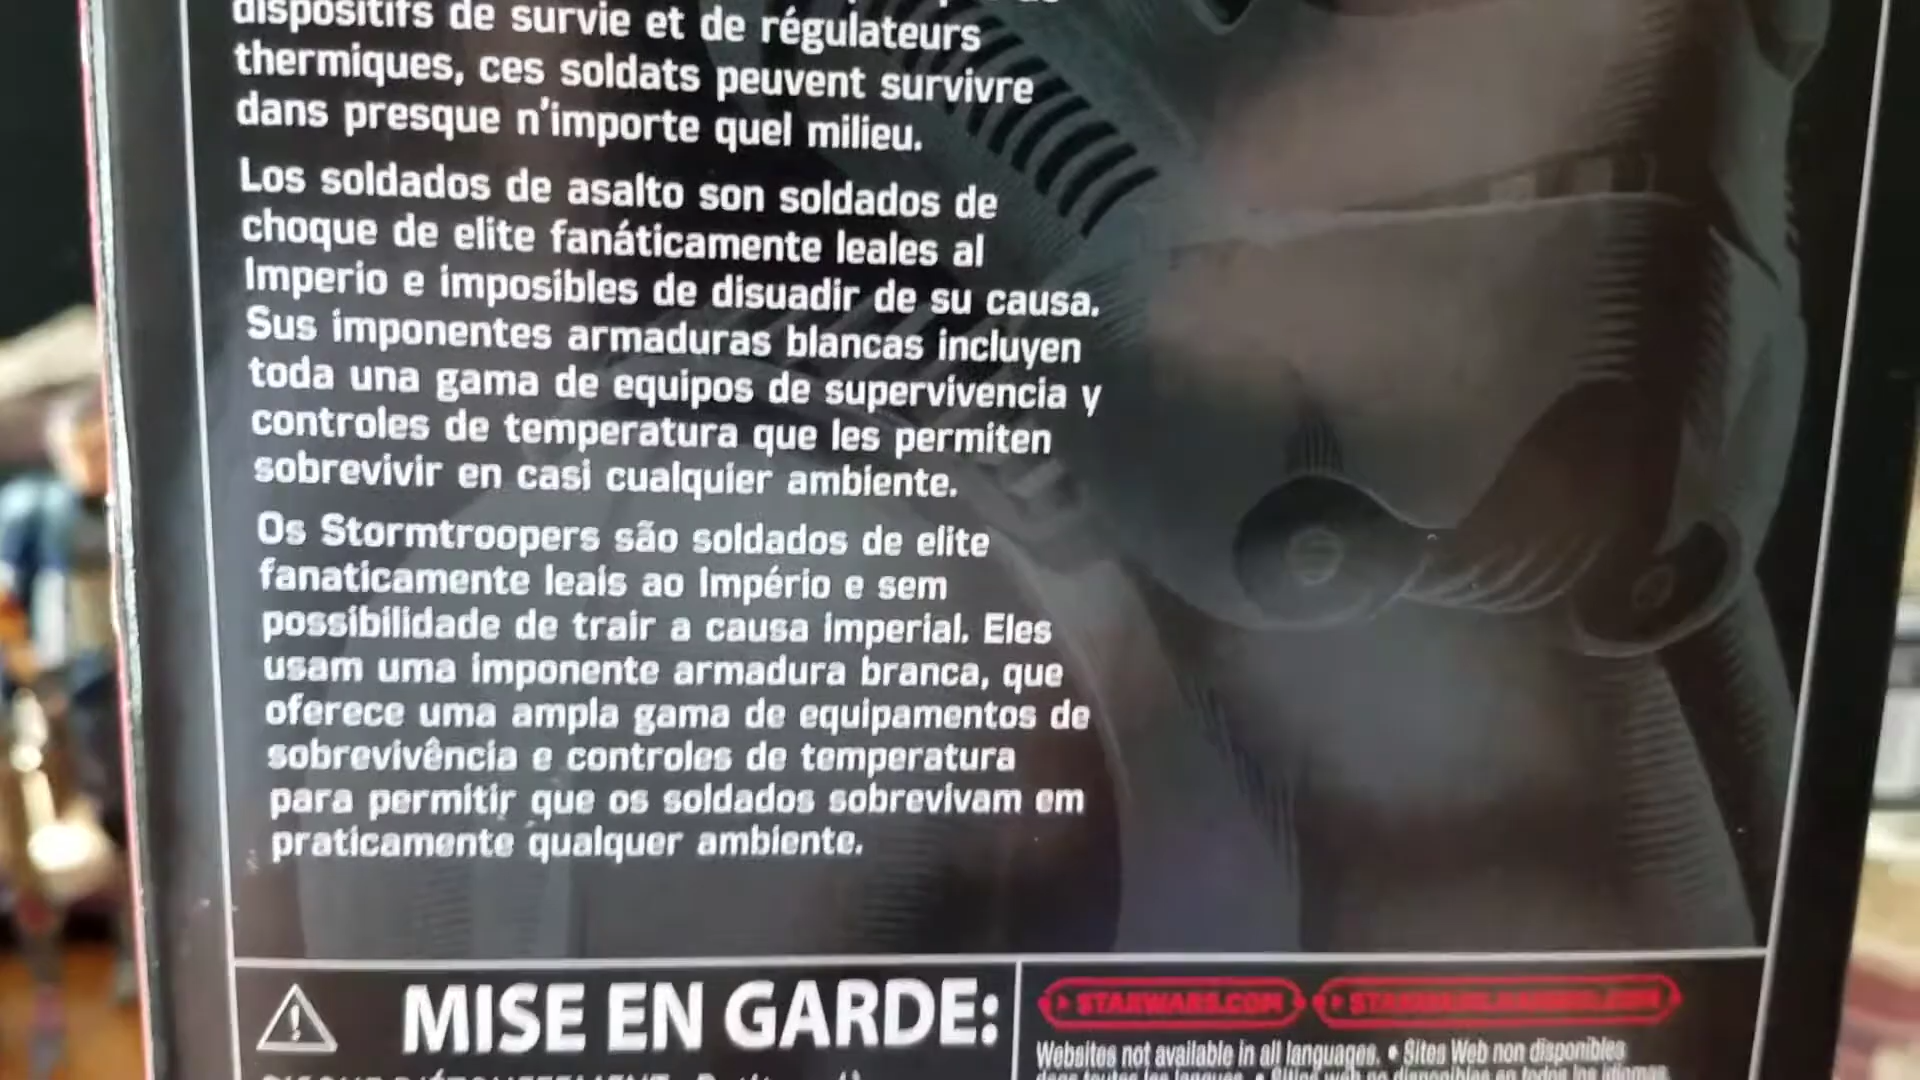 dispositifs de survie et de régulateurs
thermiques, ces soldats peuvent survivre
dans presque n'importe quel milieu.
Los soldados de asalto son soldados de
choque de elite fanáticamente leales al
Imperio e imposibles de disuadir de su causa.
Sus imponentes armaduras blancas incluyen
toda una gama de equipos de supervivencia y
controles de temperatura que les permiten
sobrevivir en casi cualquier ambiente.
Os Stormtroopers são soldados de elite
fanaticamente leais ao Império e sem
possibilidade de trair a causa imperial. Eles
usam uma imponente armadura branca, que
oferece uma ampla gama de equipamentos de
sobrevivência e controles de temperatura
para permitir que os soldados sobrevivam em
praticamente qualquer ambiente.
MISE EN GARDE:
STARWARS.COM
Websites not available in all languages. • Sites Web non disponibles